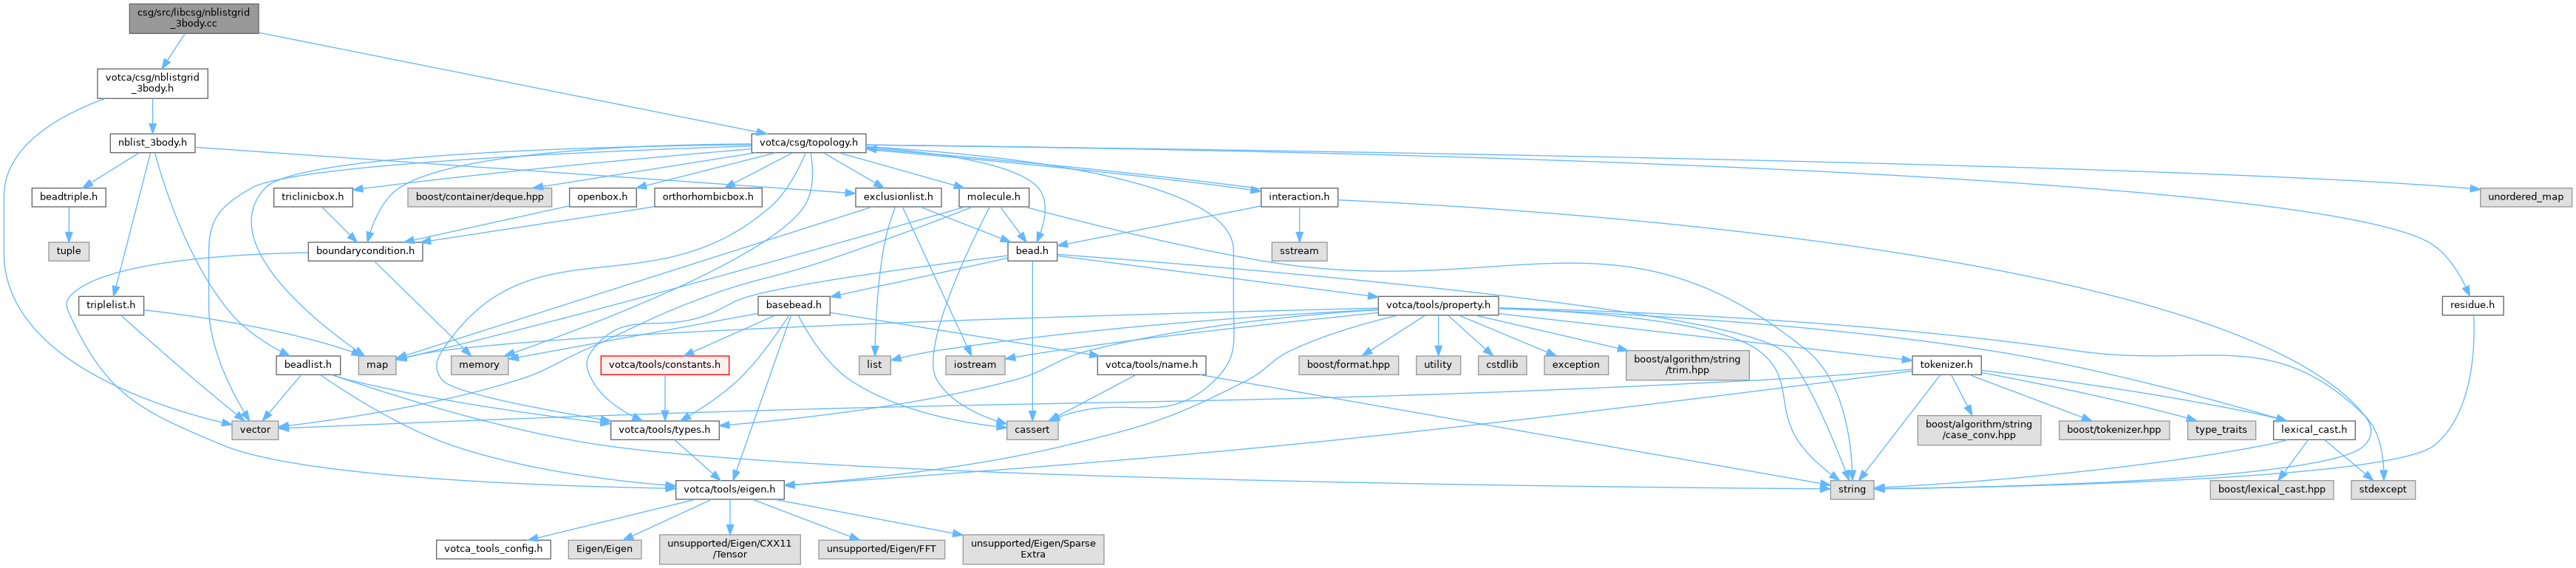 csg/src/libcsg/nblistgrid
_3body.cc
votca/csg/nblistgrid
_3body.h
nblist_3body.h
votca/csg/topology.h
beadtriple.h
triclinicbox.h
boost/container/deque.hpp
openbox.h
orthorhombicbox.h
exclusionlist.h
molecule.h
interaction.h
unordered_map
tuple
boundarycondition.h
bead.h
sstream
triplelist.h
basebead.h
votca/tools/property.h
residue.h
beadlist.h
map
memory
votca/tools/constants.h
list
iostream
votca/tools/name.h
boost/format.hpp
utility
cstdlib
exception
boost/algorithm/string
/trim.hpp
tokenizer.h
vector
votca/tools/types.h
cassert
boost/algorithm/string
/case_conv.hpp
boost/tokenizer.hpp
type_traits
lexical_cast.h
votca/tools/eigen.h
string
boost/lexical_cast.hpp
stdexcept
votca_tools_config.h
Eigen/Eigen
unsupported/Eigen/CXX11
/Tensor
unsupported/Eigen/FFT
unsupported/Eigen/Sparse
Extra